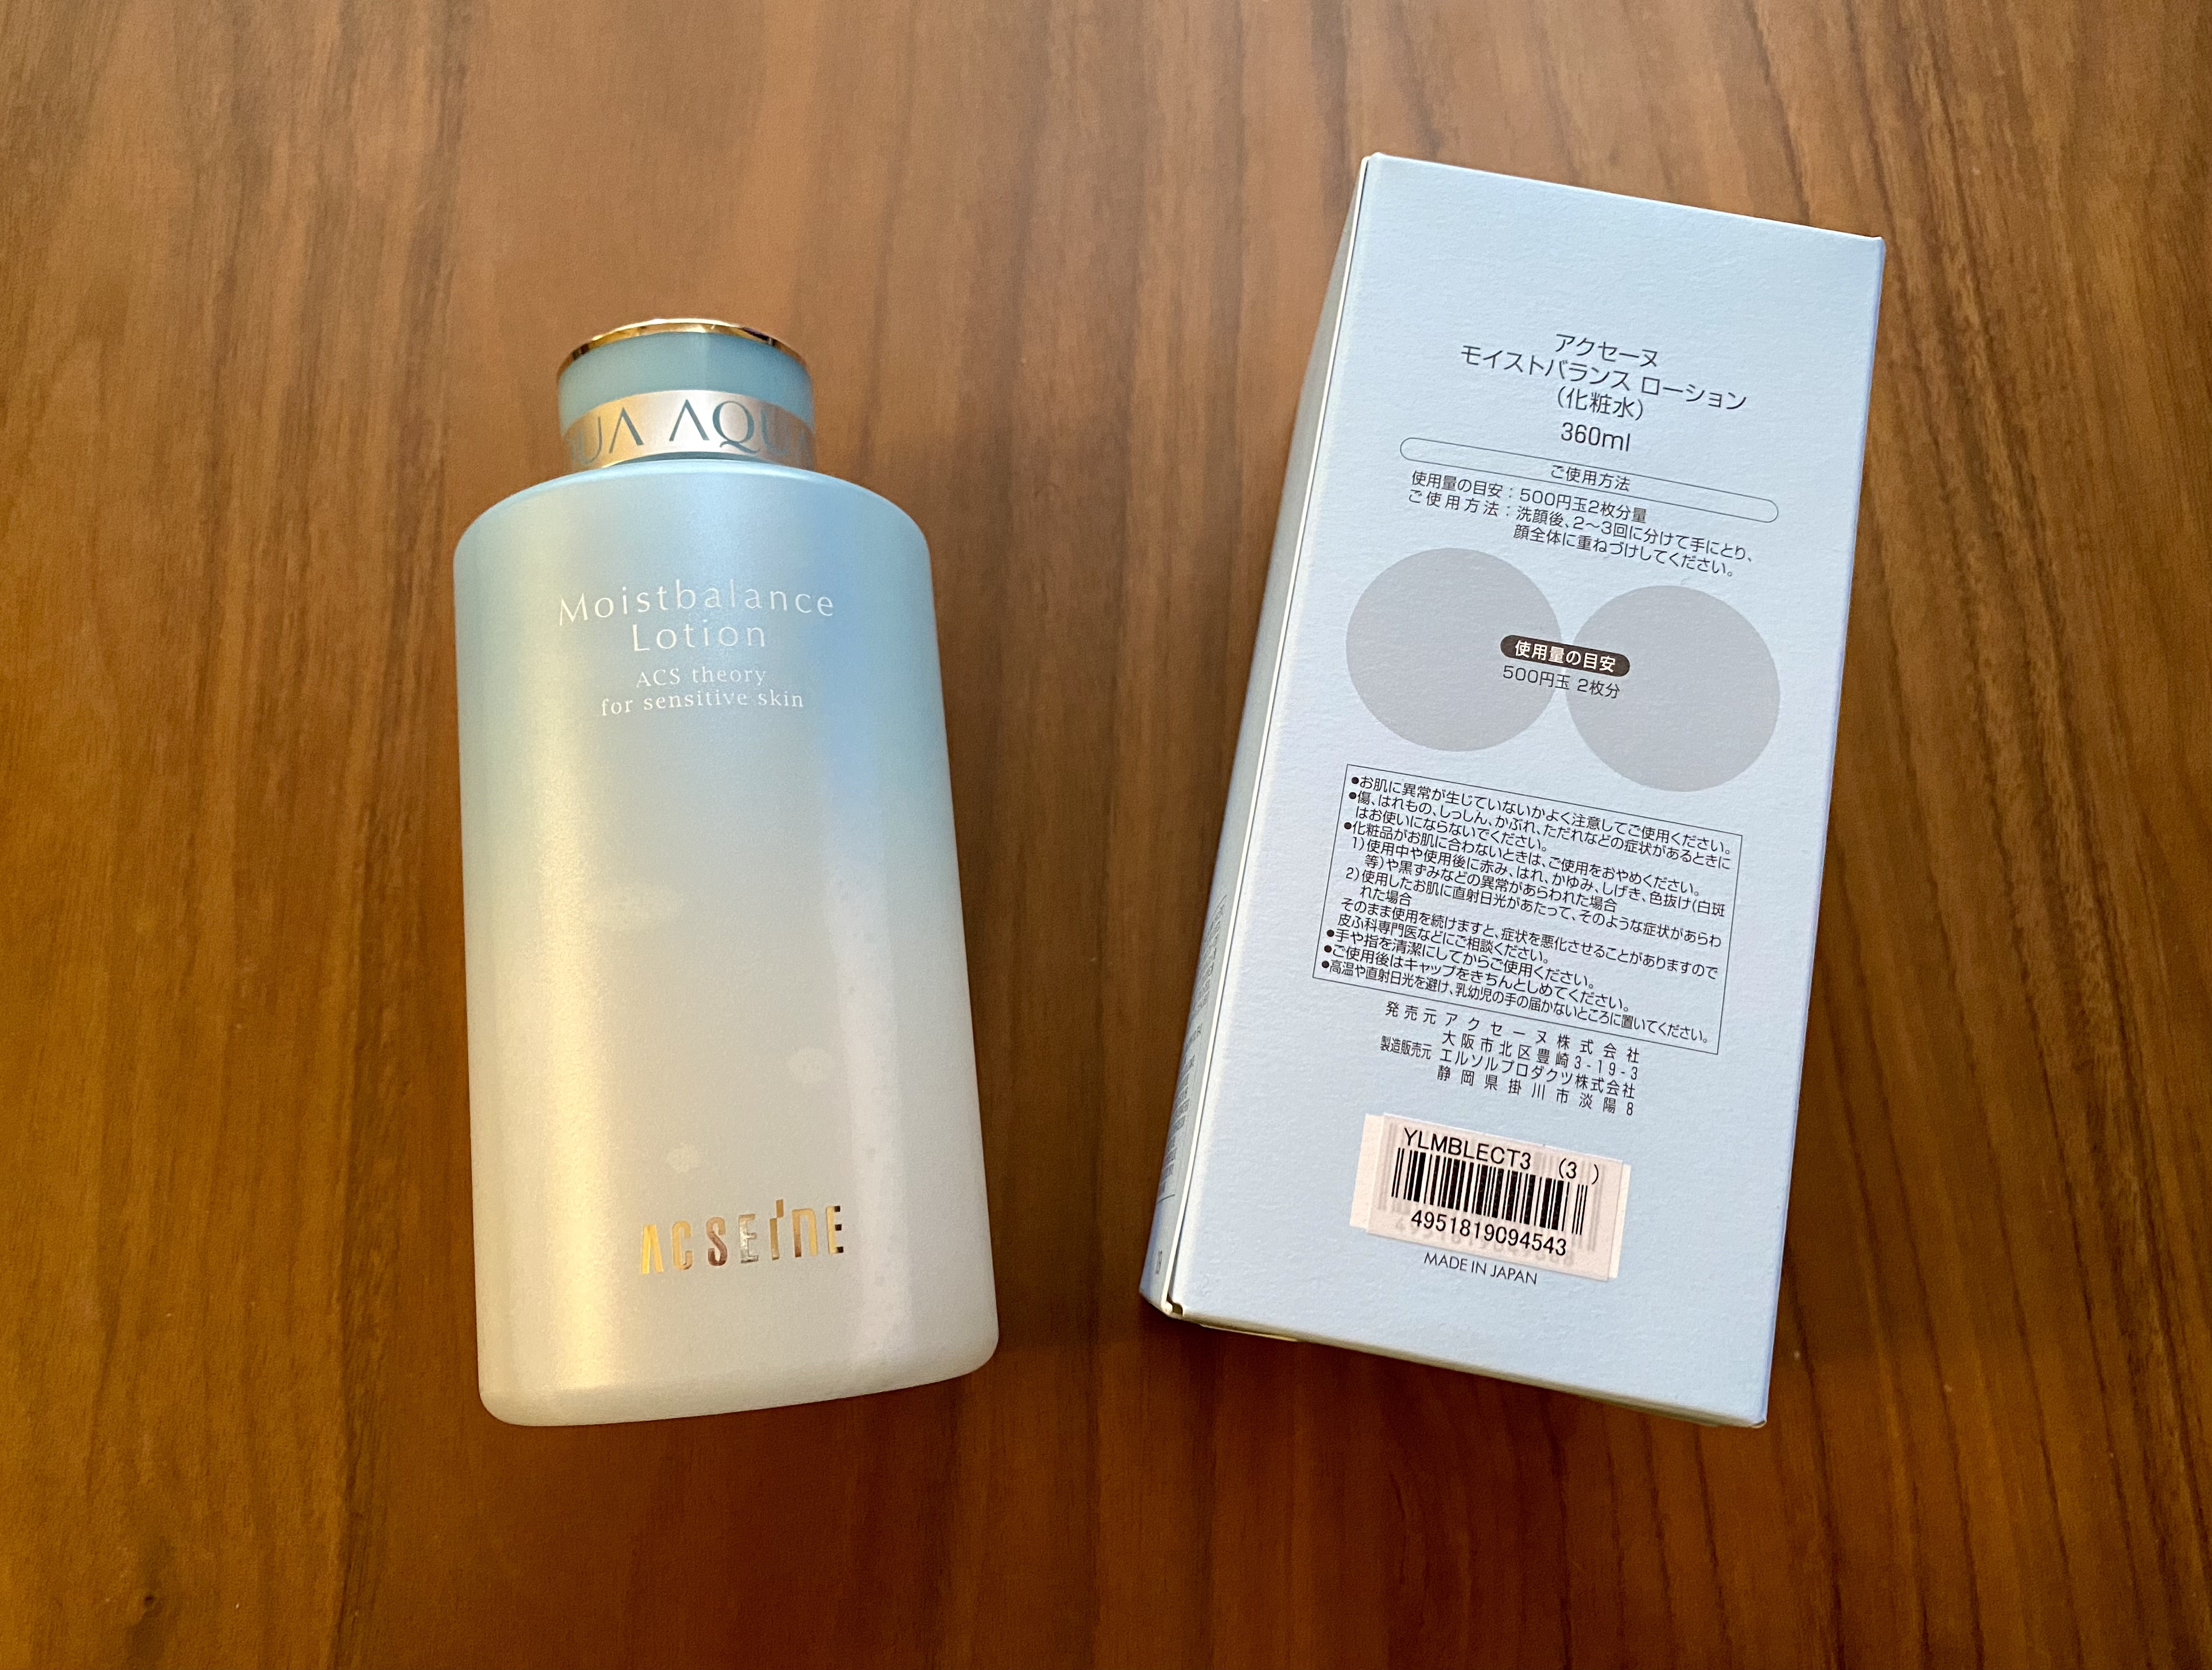 UA AQU
Moistbalance
Lotion
ACS theory
for sensitive skin
ACSEINE
アクセーヌ
モイストバランス ローション
(化粧水)
360ml
ご使用方法
使用量の目安：500円玉2枚分量
ご使用方法：洗顔後、2〜3回に分けて手にとり、
顔全体に重ねづけしてください。
使用量の目安
500円玉 2枚分
●お肌に異常が生じていないかよく注意してご使用ください。
●傷、はれもの、しっしん、かぶれ、ただれなどの症状があるときに
はお使いにならないでください。
●化粧品がお肌に合わないときは、ご使用をおやめください。
1)使用中や使用後に赤み、はれ、かゆみ、しげき、色抜け(白斑
等)や黒ずみなどの異常があらわれた場合
2)使用したお肌に直射日光があたって、そのような症状があらわ
れた場合
そのまま使用を続けますと、症状を悪化させることがありますので
皮ふ科専門医などにご相談ください。
●手や指を清潔にしてからご使用ください。
●ご使用後はキャップをきちんとしめてください。
●高温や直射日光を避け、乳幼児の手の届かないところに置いてください。
発売元 アクセーヌ株式会社
大阪市北区豊崎3-19-3
製造販売元 エルソルプロダクツ株式会社
静岡県掛川市淡陽8
YLMBLECT3 (3 )
4951819094543
MADE IN JAPAN